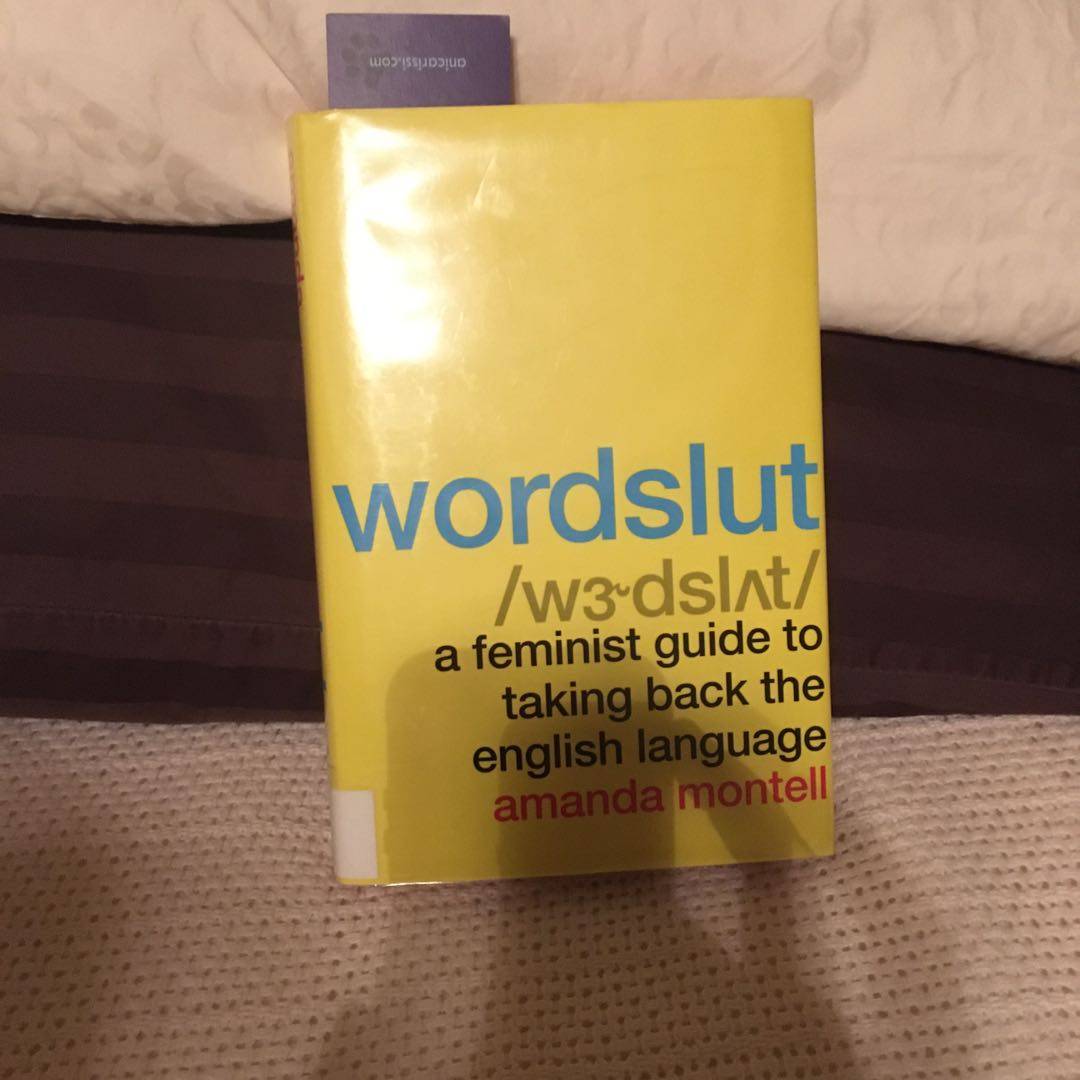 anicarissi.com
wordslut
/wɝdslʌt/
a feminist guide to
taking back the
english language
amanda montell